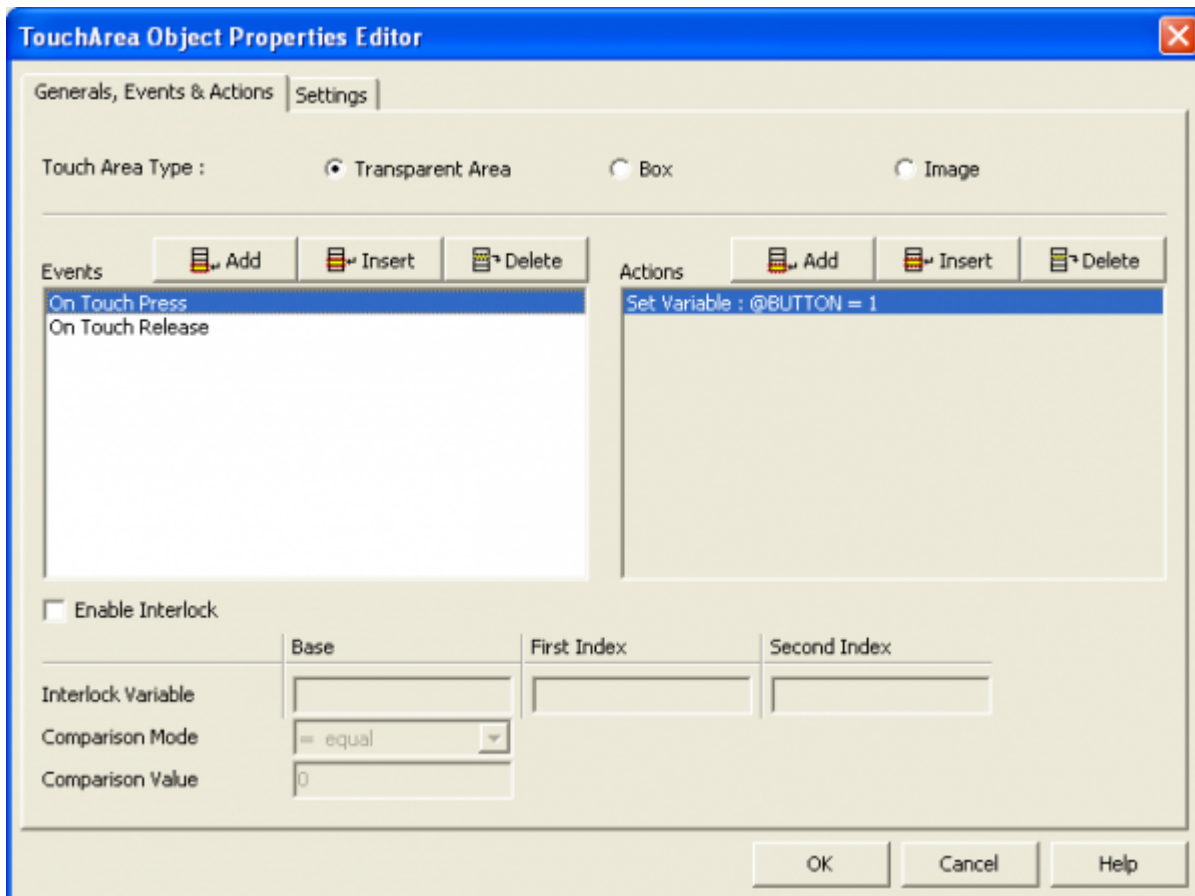 TouchArea Object Properties Editor
Generals, Events & Actions Settings
Touch Area Type : Transparent Area Box Image
Events Add Insert Delete Actions Add Insert Delete
On Touch Press Set Variable : @BUTTON = 1
On Touch Release
Enable Interlock
Base First Index Second Index
Interlock Variable
Comparison Mode = equal
Comparison Value 0
OK Cancel Help